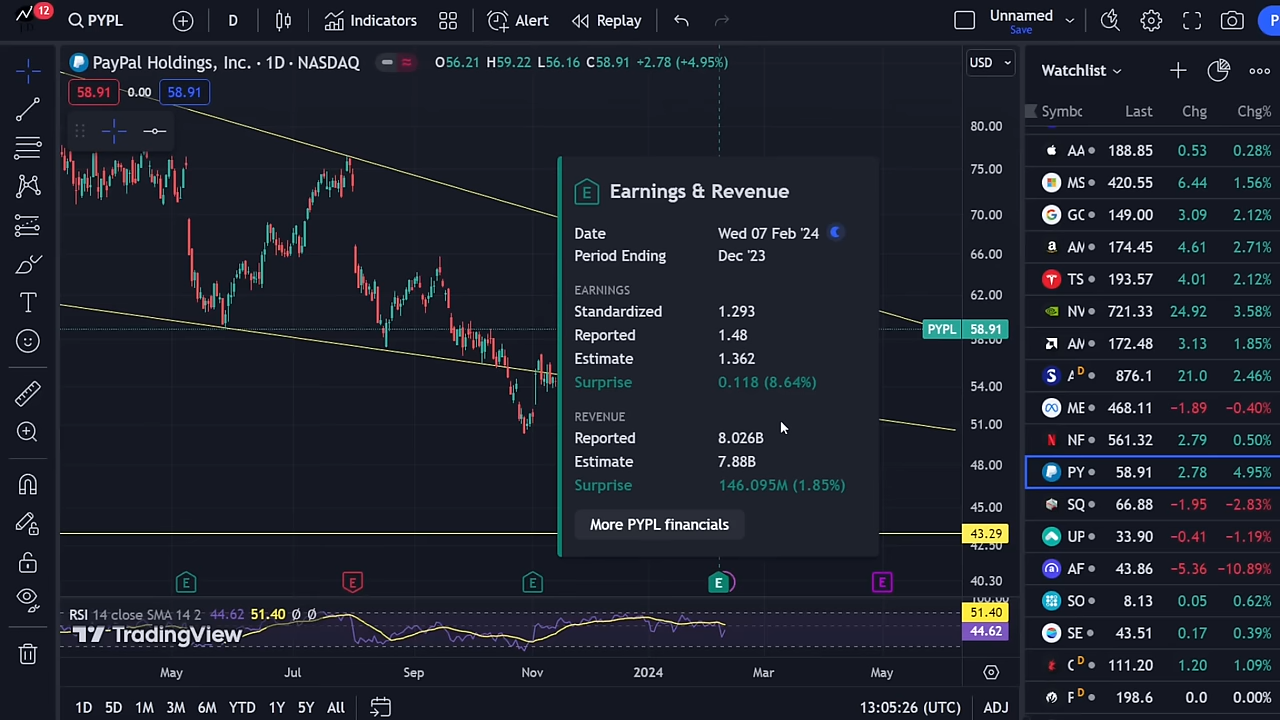 12
PYPL
D
Indicators
Alert
Replay
Unnamed
Save
P
PayPal Holdings, Inc. · 1D · NASDAQ
O56.21 H59.22 L56.16 C58.91 +2.78 (+4.95%)
USD
58.91 0.00 58.91
80.00
75.00
70.00
66.00
62.00
PYPL 58.91
58.00
54.00
51.00
48.00
45.00
43.29
42.50
40.30
E Earnings & Revenue
Date Wed 07 Feb '24
Period Ending Dec '23
EARNINGS
Standardized 1.293
Reported 1.48
Estimate 1.362
Surprise 0.118 (8.64%)
REVENUE
Reported 8.026B
Estimate 7.88B
Surprise 146.095M (1.85%)
More PYPL financials
E E E E E
RSI 14 close SMA 14 2 44.62 51.40 Ø Ø
100.00
51.40
44.62
TradingView
May Jul Sep Nov 2024 Mar May
1D 5D 1M 3M 6M YTD 1Y 5Y All
13:05:26 (UTC) ADJ
Watchlist
Symbc Last Chg Chg%
AA 188.85 0.53 0.28%
MS 420.55 6.44 1.56%
GC 149.00 3.09 2.12%
AM 174.45 4.61 2.71%
TS 193.57 4.01 2.12%
NV 721.33 24.92 3.58%
AM 172.48 3.13 1.85%
A D 876.1 21.0 2.46%
ME 468.11 −1.89 −0.40%
NF 561.32 2.79 0.50%
PY 58.91 2.78 4.95%
SQ 66.88 −1.95 −2.83%
UP 33.90 −0.41 −1.19%
AF 43.86 −5.36 −10.89%
SO 8.13 0.05 0.62%
SE 43.51 0.17 0.39%
C D 111.20 1.20 1.09%
F D 198.6 0.0 0.00%